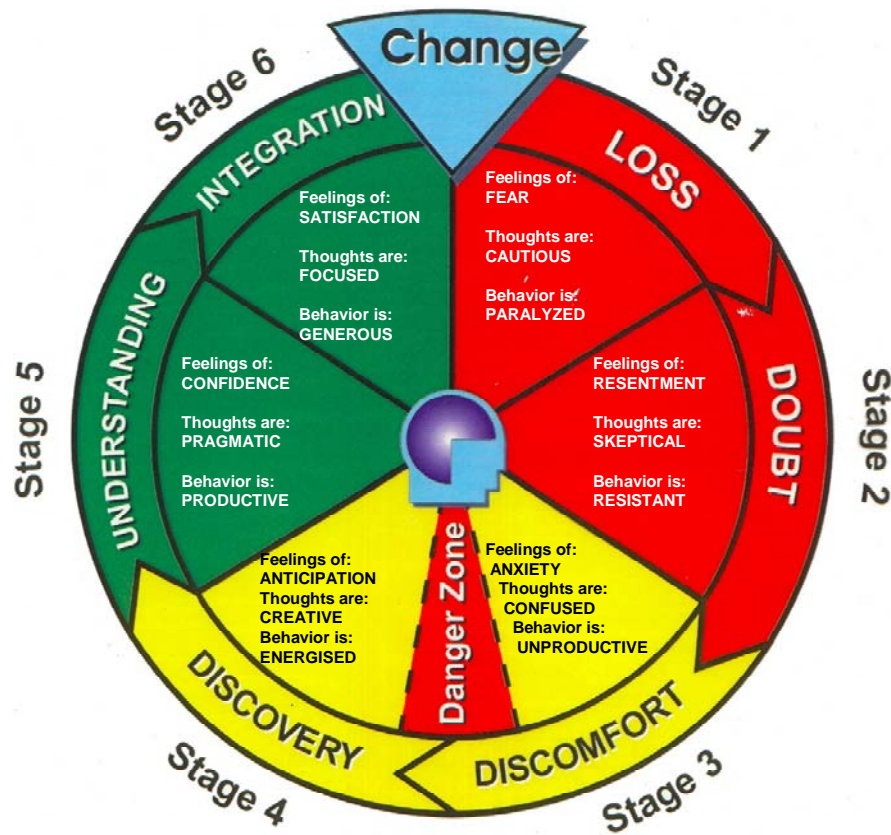 Change
Stage 1
LOSS
Feelings of:
FEAR
Thoughts are:
CAUTIOUS
Behavior is:
PARALYZED
Stage 2
DOUBT
Feelings of:
RESENTMENT
Thoughts are:
SKEPTICAL
Behavior is:
RESISTANT
Stage 3
DISCOMFORT
Feelings of:
ANXIETY
Thoughts are:
CONFUSED
Behavior is:
UNPRODUCTIVE
Danger Zone
Stage 4
DISCOVERY
Feelings of:
ANTICIPATION
Thoughts are:
CREATIVE
Behavior is:
ENERGISED
Stage 5
UNDERSTANDING
Feelings of:
CONFIDENCE
Thoughts are:
PRAGMATIC
Behavior is:
PRODUCTIVE
Stage 6
INTEGRATION
Feelings of:
SATISFACTION
Thoughts are:
FOCUSED
Behavior is:
GENEROUS